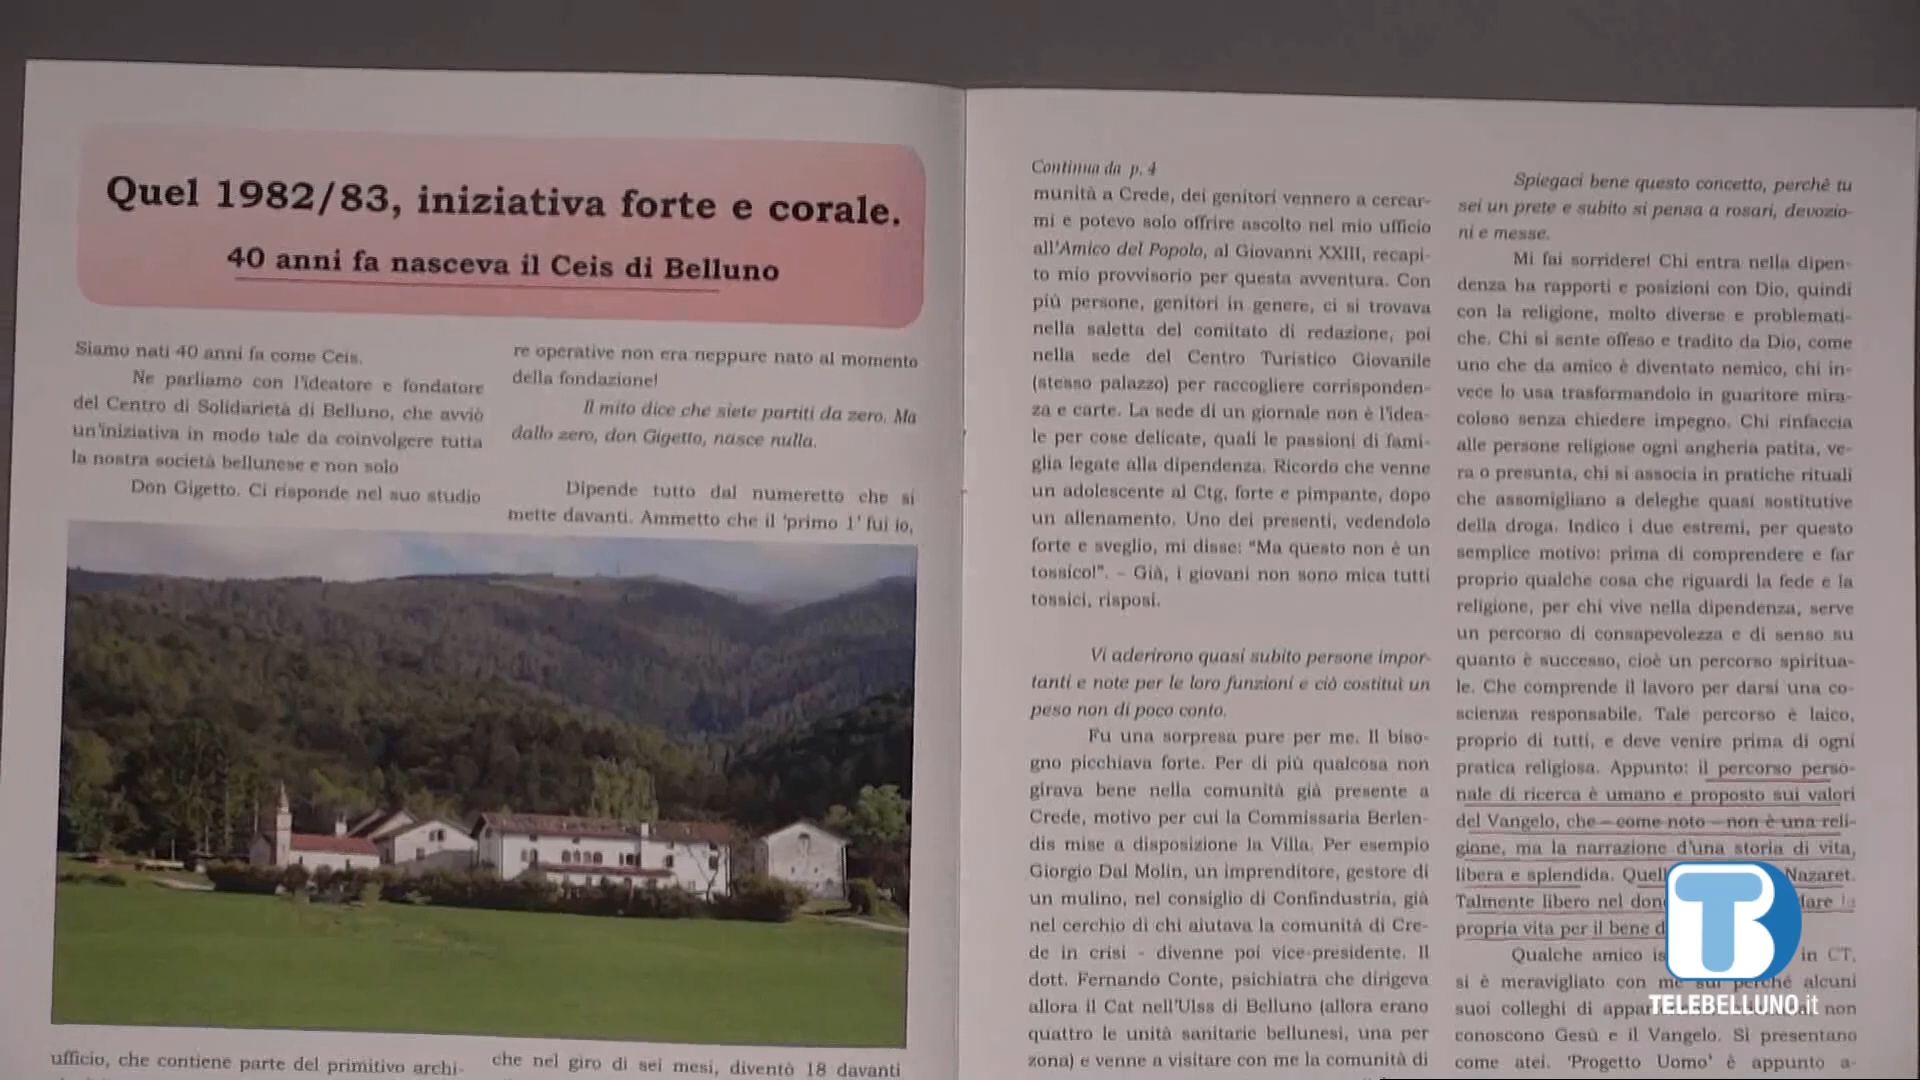 Quel 1982/83, iniziativa forte e corale.
40 anni fa nasceva il Ceis di Belluno
Siamo nati 40 anni fa come Ceis.
Ne parliamo con l'ideatore e fondatore
del Centro di Solidarietà di Belluno, che avviò
un'iniziativa in modo tale da coinvolgere tutta
la nostra società bellunese e non solo
Don Gigetto. Ci risponde nel suo studio
ufficio, che contiene parte del primitivo archi-
re operative non era neppure nato al momento
della fondazione!
Il mito dice che siete partiti da zero. Ma
dallo zero, don Gigetto, nasce nulla.
Dipende tutto dal numeretto che si
mette davanti. Ammetto che il 'primo 1' fui io,
che nel giro di sei mesi, diventò 18 davanti
Continua da p. 4
munità a Crede, dei genitori vennero a cercar-
mi e potevo solo offrire ascolto nel mio ufficio
all'Amico del Popolo, al Giovanni XXIII, recapi-
to mio provvisorio per questa avventura. Con
più persone, genitori in genere, ci si trovava
nella saletta del comitato di redazione, poi
nella sede del Centro Turistico Giovanile
(stesso palazzo) per raccogliere corrisponden-
za e carte. La sede di un giornale non è l'idea-
le per cose delicate, quali le passioni di fami-
glia legate alla dipendenza. Ricordo che venne
un adolescente al Ctg, forte e pimpante, dopo
un allenamento. Uno dei presenti, vedendolo
forte e sveglio, mi disse: "Ma questo non è un
tossico!". – Già, i giovani non sono mica tutti
tossici, risposi.
Vi aderirono quasi subito persone impor-
tanti e note per le loro funzioni e ciò costituì un
peso non di poco conto.
Fu una sorpresa pure per me. Il biso-
gno picchiava forte. Per di più qualcosa non
girava bene nella comunità già presente a
Crede, motivo per cui la Commissaria Berlen-
dis mise a disposizione la Villa. Per esempio
Giorgio Dal Molin, un imprenditore, gestore di
un mulino, nel consiglio di Confindustria, già
nel cerchio di chi aiutava la comunità di Cre-
de in crisi - divenne poi vice-presidente. Il
dott. Fernando Conte, psichiatra che dirigeva
allora il Cat nell'Ulss di Belluno (allora erano
quattro le unità sanitarie bellunesi, una per
zona) e venne a visitare con me la comunità di
Spiegaci bene questo concetto, perchè tu
sei un prete e subito si pensa a rosari, devozio-
ni e messe.
Mi fai sorridere! Chi entra nella dipen-
denza ha rapporti e posizioni con Dio, quindi
con la religione, molto diverse e problemati-
che. Chi si sente offeso e tradito da Dio, come
uno che da amico è diventato nemico, chi in-
vece lo usa trasformandolo in guaritore mira-
coloso senza chiedere impegno. Chi rinfaccia
alle persone religiose ogni angheria patita, ve-
ra o presunta, chi si associa in pratiche rituali
che assomigliano a deleghe quasi sostitutive
della droga. Indico i due estremi, per questo
semplice motivo: prima di comprendere e far
proprio qualche cosa che riguardi la fede e la
religione, per chi vive nella dipendenza, serve
un percorso di consapevolezza e di senso su
quanto è successo, cioè un percorso spiritua-
le. Che comprende il lavoro per darsi una co-
scienza responsabile. Tale percorso è laico,
proprio di tutti, e deve venire prima di ogni
pratica religiosa. Appunto: il percorso perso-
nale di ricerca è umano e proposto sui valori
del Vangelo, che – come noto – non è una reli-
gione, ma la narrazione d'una storia di vita,
libera e splendida. Nazaret.
Talmente libero nel
propria vita per il bene
Qualche amico in CT,
si è meravigliato con me sul perché alcuni
suoi colleghi di non
conoscono Gesù e il Vangelo. Si presentano
come atei. 'Progetto Uomo' è appunto a-
TB
TELEBELLUNO.it